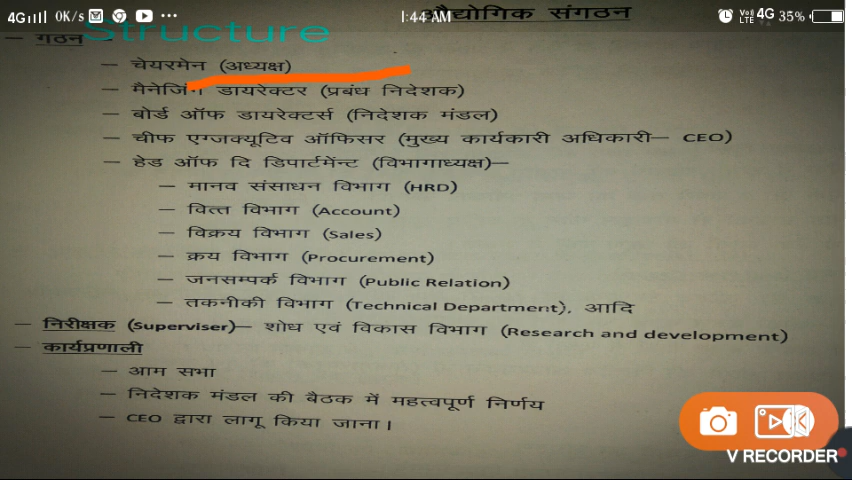 4G 0K/s 1:44 AM VoI) LTE 4G 35%
औद्योगिक संगठन
Structure
– गठन –
– चेयरमेन (अध्यक्ष)
– मैनेजिंग डायरेक्टर (प्रबंध निदेशक)
– बोर्ड ऑफ डायरेक्टर्स (निदेशक मंडल)
– चीफ एग्जक्यूटिव ऑफिसर (मुख्य कार्यकारी अधिकारी– CEO)
– हेड ऑफ दि डिपार्टमेंन्ट (विभागाध्यक्ष)–
– मानव संसाधन विभाग (HRD)
– वित्त विभाग (Account)
– विक्रय विभाग (Sales)
– क्रय विभाग (Procurement)
– जनसम्पर्क विभाग (Public Relation)
– तकनीकी विभाग (Technical Department), आदि
– निरीक्षक (Superviser)– शोध एवं विकास विभाग (Research and development)
– कार्यप्रणाली
– आम सभा
– निदेशक मंडल की बैठक में महत्वपूर्ण निर्णय
– CEO द्वारा लागू किया जाना।
V RECORDER